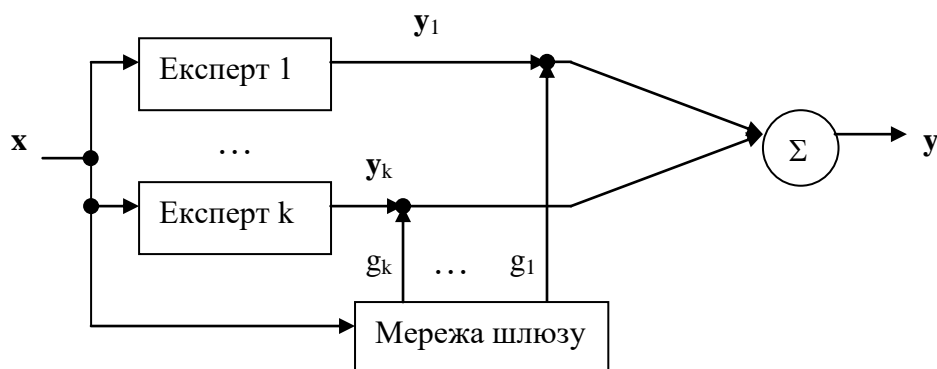 y1
Експерт 1
x
…
Σ
y
yk
Експерт k
gk … g1
Мережа шлюзу